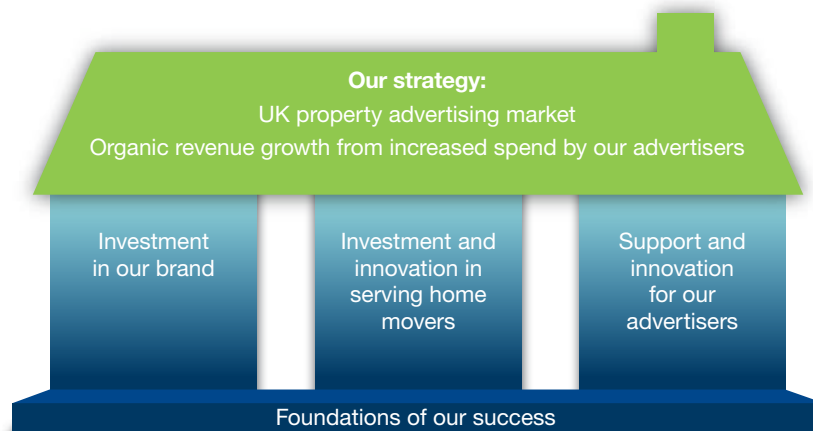 Our strategy:
UK property advertising market
Organic revenue growth from increased spend by our advertisers
Investment
in our brand
Investment and
innovation in
serving home
movers
Support and
innovation
for our
advertisers
Foundations of our success